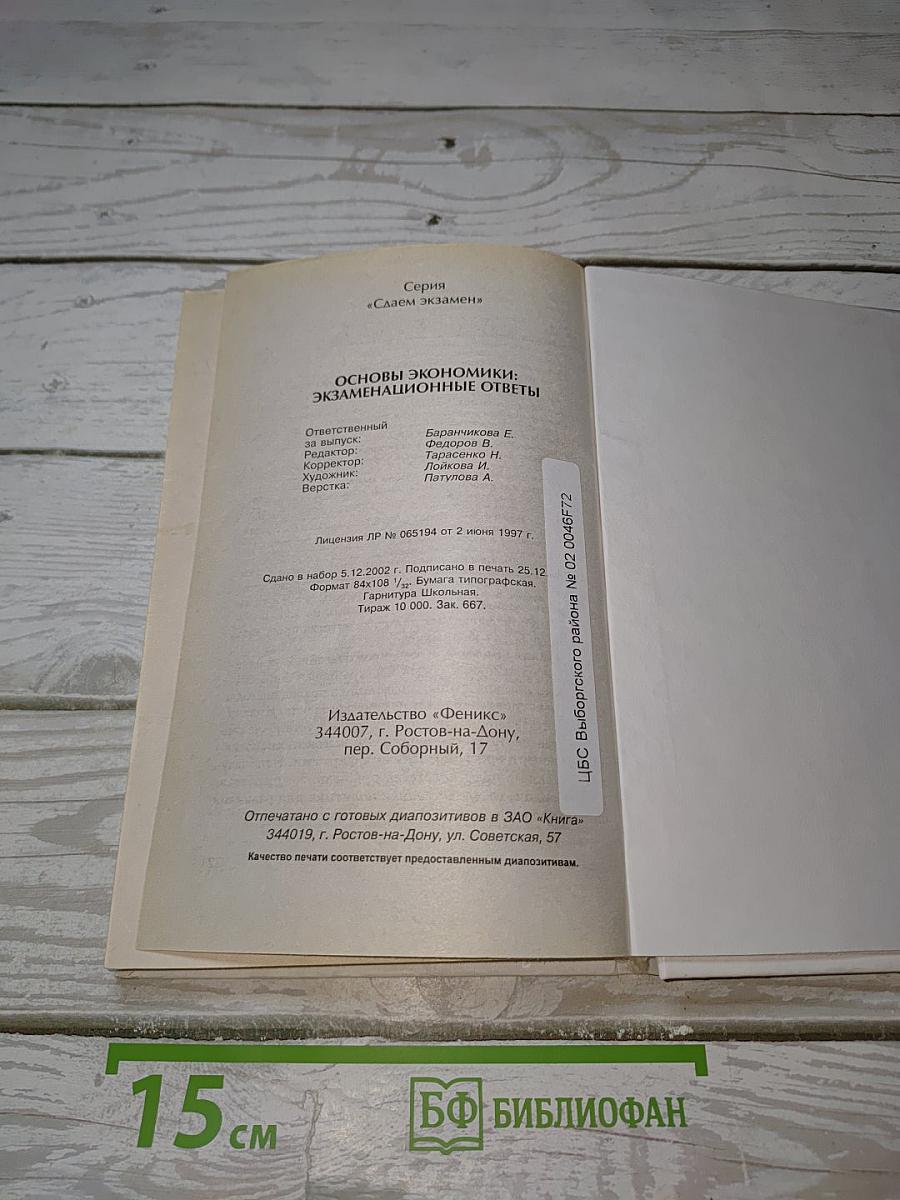 Серия
«Сдаем экзамен»
ОСНОВЫ ЭКОНОМИКИ:
ЭКЗАМЕНАЦИОННЫЕ ОТВЕТЫ
Ответственный
за выпуск: Баранчикова Е.
Редактор: Федоров В.
Корректор: Тарасенко Н.
Художник: Лойкова И.
Верстка: Патулова А.
Лицензия ЛР № 065194 от 2 июня 1997 г.
Сдано в набор 5.12.2002 г. Подписано в печать 25.12.
Формат 84x108 1/32. Бумага типографская.
Гарнитура Школьная.
Тираж 10 000. Зак. 667.
Издательство «Феникс»
344007, г. Ростов-на-Дону,
пер. Соборный, 17
Отпечатано с готовых диапозитивов в ЗАО «Книга»
344019, г. Ростов-на-Дону, ул. Советская, 57
Качество печати соответствует предоставленным диапозитивам.
ЦБС Выборгского района № 02 0046F72
15 см
БФ БИБЛИОФАН